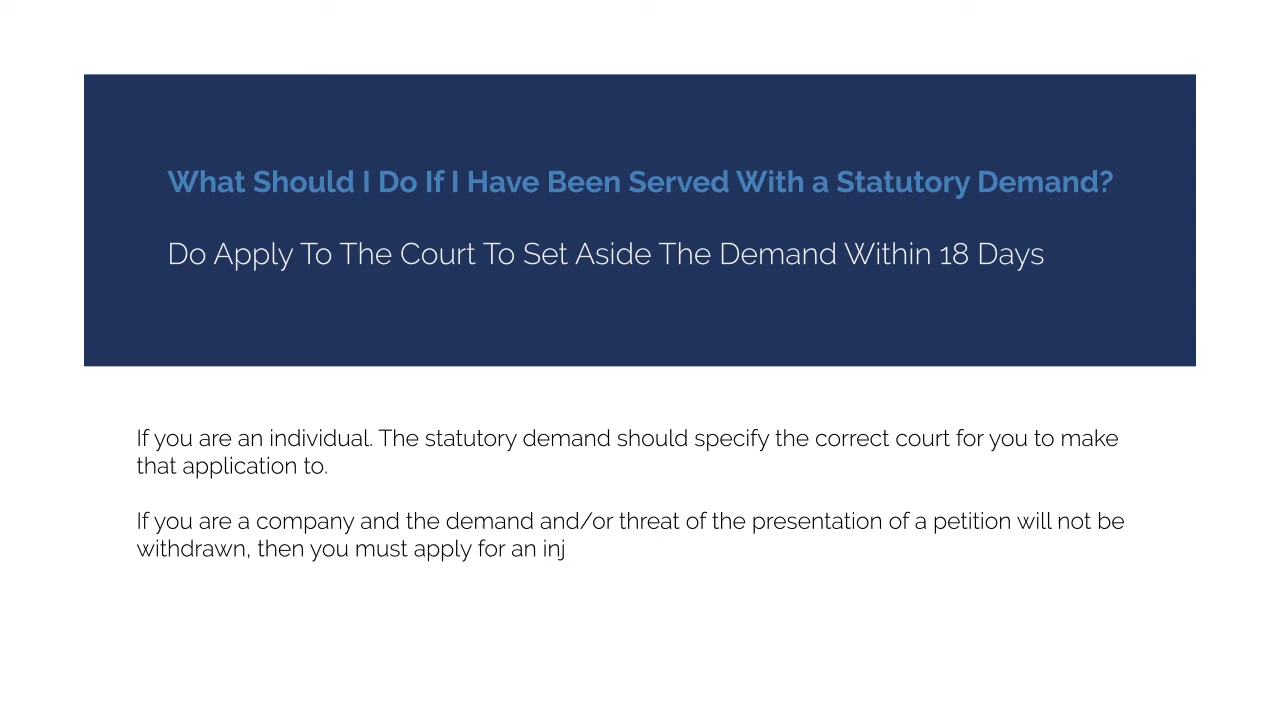 What Should I Do If I Have Been Served With a Statutory Demand?
Do Apply To The Court To Set Aside The Demand Within 18 Days
If you are an individual. The statutory demand should specify the correct court for you to make
that application to.
If you are a company and the demand and/or threat of the presentation of a petition will not be
withdrawn, then you must apply for an inj